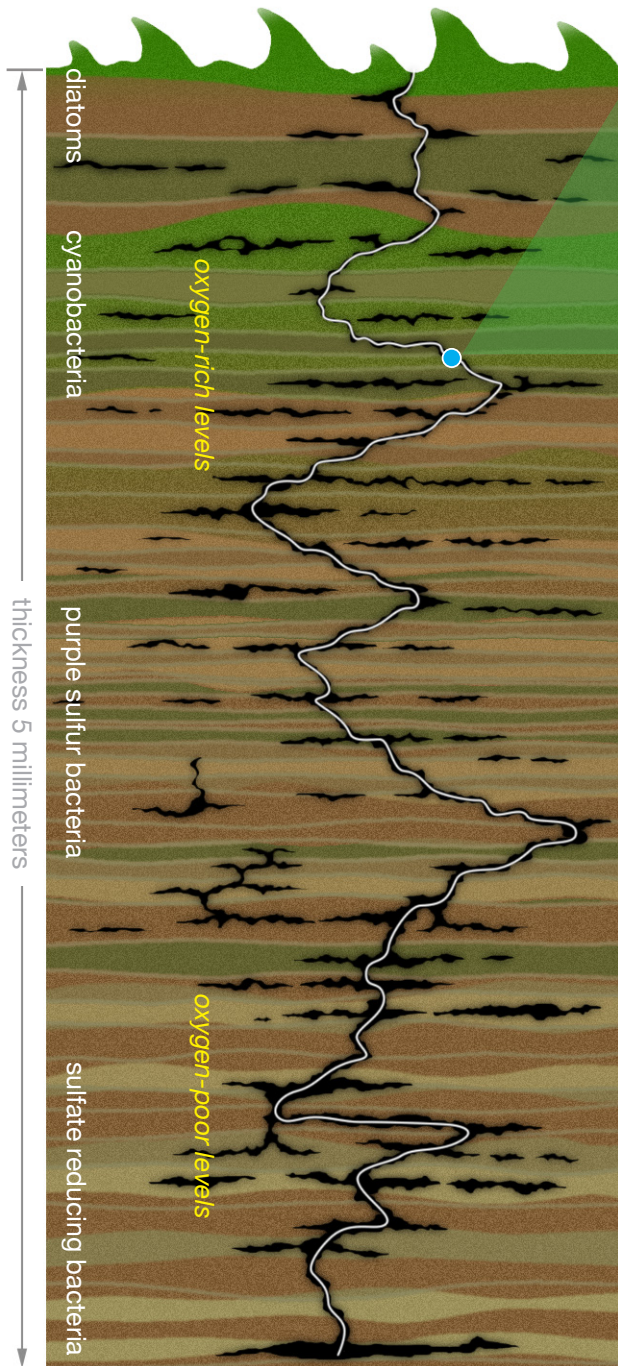 diatoms
cyanobacteria
oxygen-rich levels
purple sulfur bacteria
thickness 5 millimeters
oxygen-poor levels
sulfate reducing bacteria